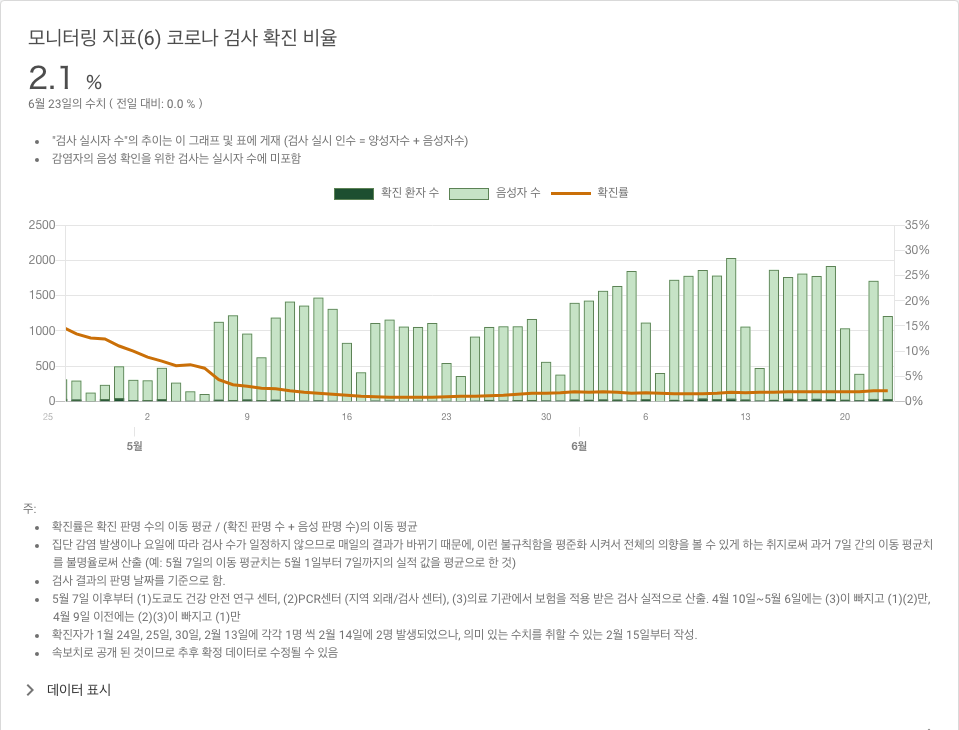 모니터링 지표(6) 코로나 검사 확진 비율
2.1 %
6월 23일의 수치 ( 전일 대비: 0.0 % )
"검사 실시자 수"의 추이는 이 그래프 및 표에 게재 (검사 실시 인수 = 양성자수 + 음성자수)
감염자의 음성 확인을 위한 검사는 실시자 수에 미포함
확진 환자 수 음성자 수 확진률
2500 35%
30%
2000
25%
1500 20%
15%
1000
10%
500
5%
0 0%
25 2 9 16 23 30 6 13 20
5월 6월
주:
확진률은 확진 판명 수의 이동 평균 / (확진 판명 수 + 음성 판명 수)의 이동 평균
집단 감염 발생이나 요일에 따라 검사 수가 일정하지 않으므로 매일의 결과가 바뀌기 때문에, 이런 불규칙함을 평준화 시켜서 전체의 의향을 볼 수 있게 하는 취지로써 과거 7일 간의 이동 평균치
를 불명율로써 산출 (예: 5월 7일의 이동 평균치는 5월 1일부터 7일까지의 실적 값을 평균으로 한 것)
검사 결과의 판명 날짜를 기준으로 함.
5월 7일 이후부터 (1)도쿄도 건강 안전 연구 센터, (2)PCR센터 (지역 외래/검사 센터), (3)의료 기관에서 보험을 적용 받은 검사 실적으로 산출. 4월 10일~5월 6일에는 (3)이 빠지고 (1)(2)만,
4월 9일 이전에는 (2)(3)이 빠지고 (1)만
확진자가 1월 24일, 25일, 30일, 2월 13일에 각각 1명 씩 2월 14일에 2명 발생되었으나, 의미 있는 수치를 취할 수 있는 2월 15일부터 작성.
속보치로 공개 된 것이므로 추후 확정 데이터로 수정될 수 있음
데이터 표시